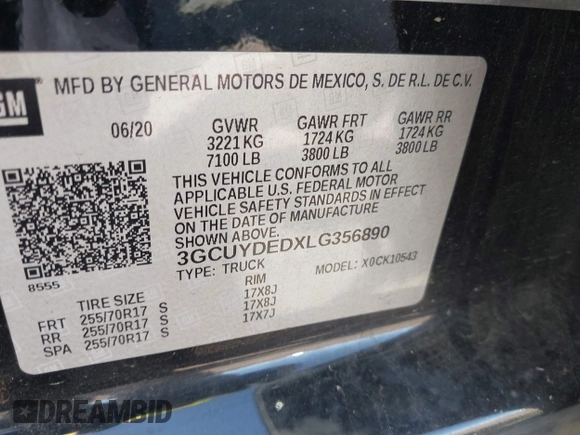 GM
MFD BY GENERAL MOTORS DE MEXICO, S. DE R.L. DE C.V.
06/20 GVWR GAWR FRT GAWR RR
3221 KG 1724 KG 1724 KG
7100 LB 3800 LB 3800 LB
THIS VEHICLE CONFORMS TO ALL
APPLICABLE U.S. FEDERAL MOTOR
VEHICLE SAFETY STANDARDS IN EFFECT
ON THE DATE OF MANUFACTURE
SHOWN ABOVE.
3GCUYDEDXLG356890
8555 TYPE: TRUCK MODEL: X0CK10543
TIRE SIZE RIM
FRT 255/70R17 S 17X8J
RR 255/70R17 S 17X8J
SPA 255/70R17 S 17X7J
DREAMBID